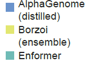 AlphaGenome
(distilled)
Borzoi
(ensemble)
Enformer